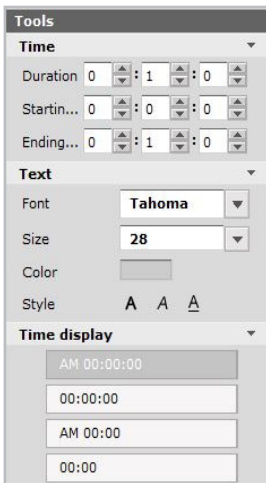 Tools
Time
Duration 0 : 1 : 0
Startin... 0 : 0 : 0
Ending... 0 : 1 : 0
Text
Font Tahoma
Size 28
Color
Style A A A
Time display
AM 00:00:00
00:00:00
AM 00:00
00:00